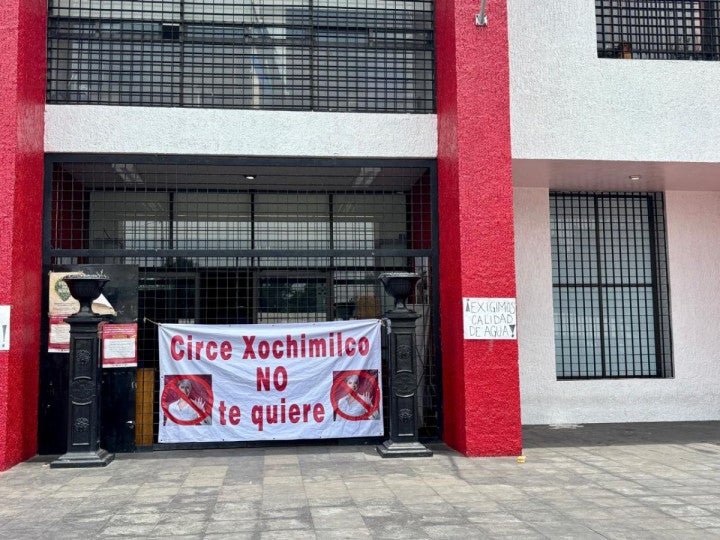 Circe Xochimilco
NO
te quiere
¡EXIGIMOS
CALIDAD
DE
AGUA!